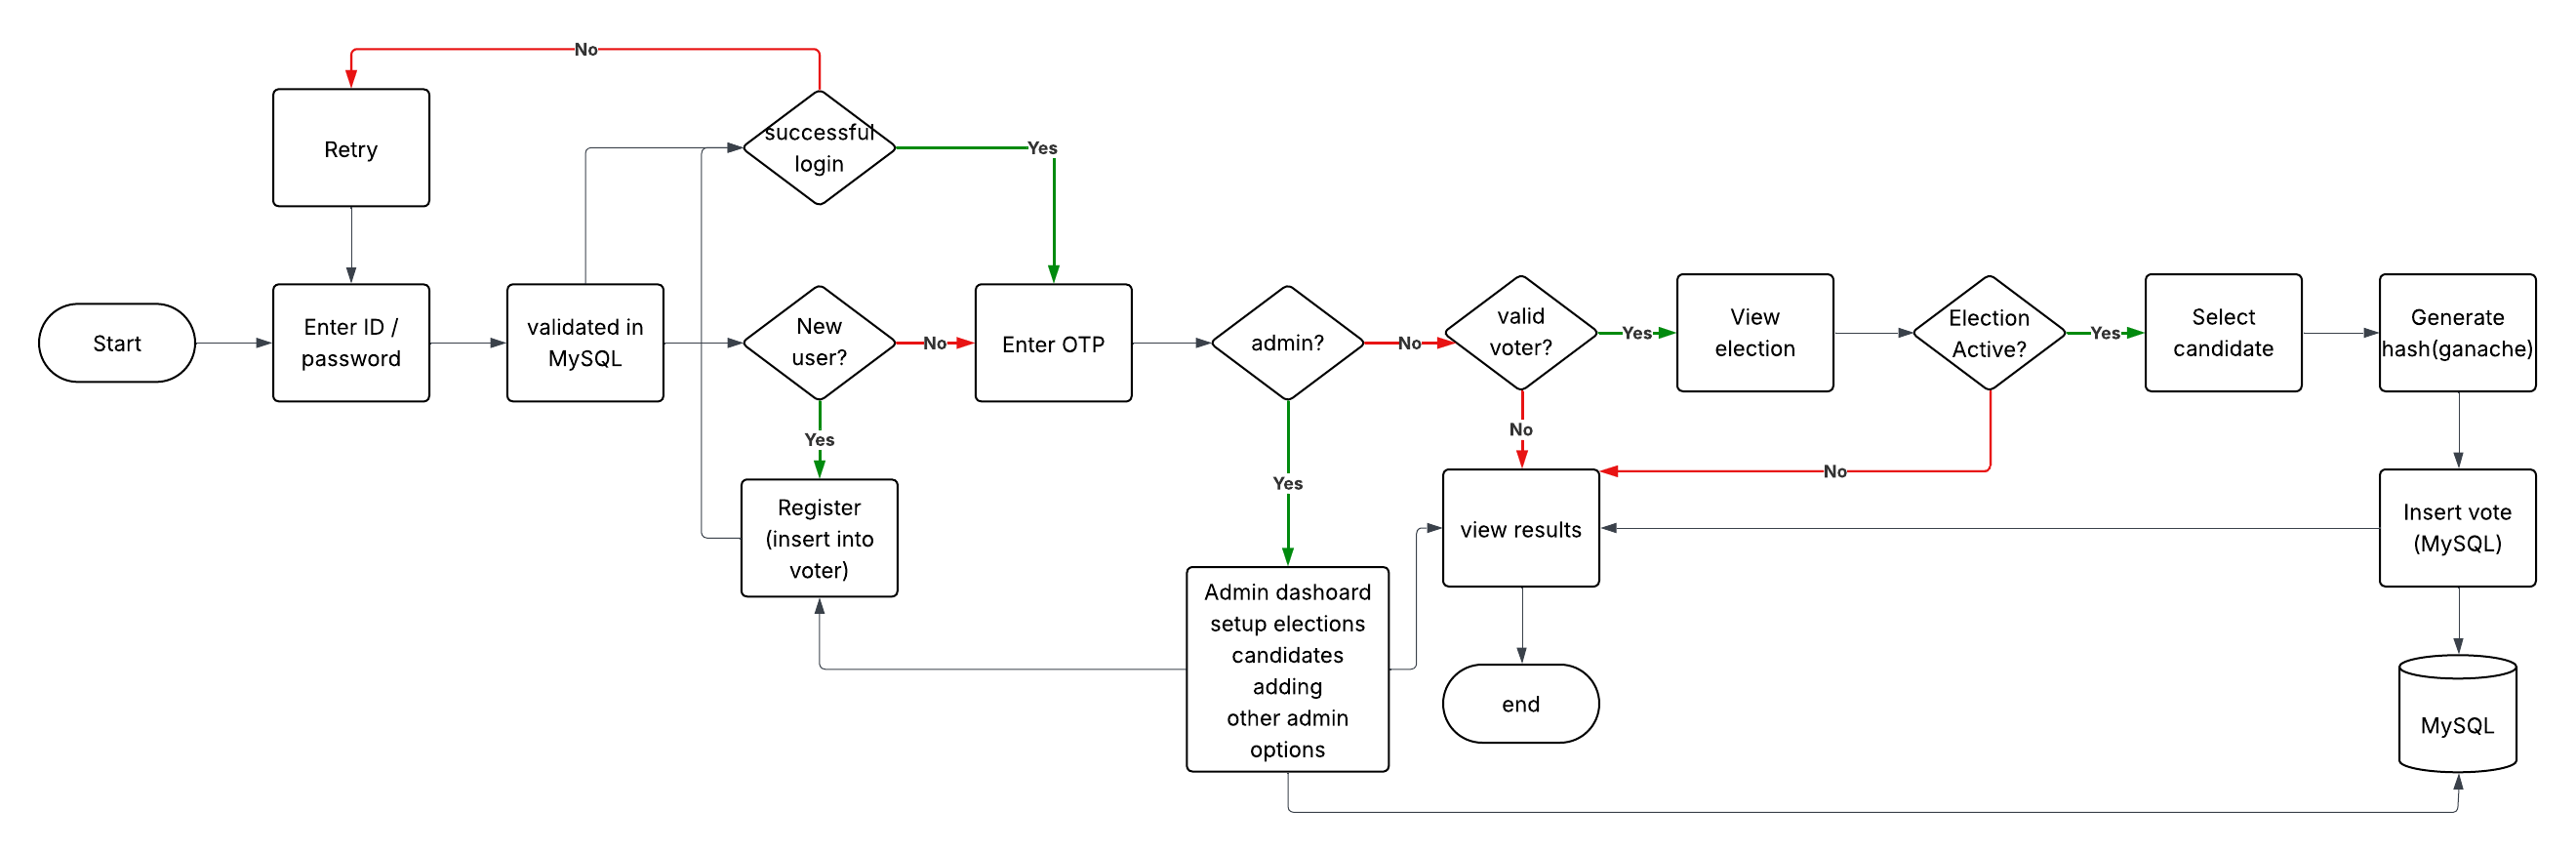 No
Retry
successful
login
Yes
Start
Enter ID /
password
validated in
MySQL
New
user?
No
Enter OTP
admin?
No
valid
voter?
Yes
View
election
Election
Active?
Yes
Select
candidate
Generate
hash(ganache)
Yes
Register
(insert into
voter)
Yes
No
No
view results
Insert vote
(MySQL)
Admin dashoard
setup elections
candidates
adding
other admin
options
end
MySQL